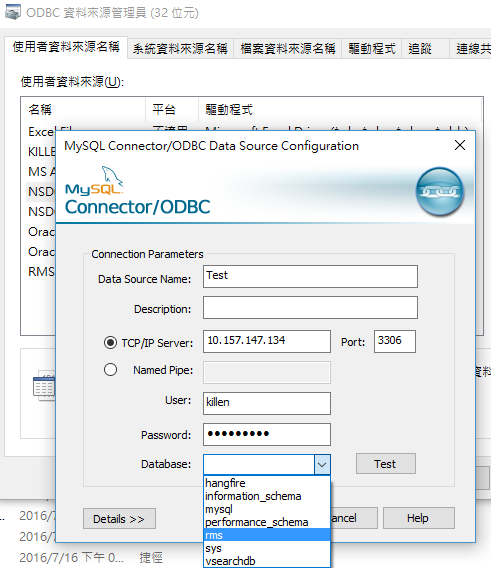 ODBC 資料來源管理員 (32 位元)
使用者資料來源名稱 系統資料來源名稱 檔案資料來源名稱 驅動程式 追蹤 連線共
使用者資料來源(U):
名稱 平台 驅動程式
MySQL Connector/ODBC Data Source Configuration
KILLE
MS A
NSD
NSD
Orac
Orac
RMS
MySQL
Connector/ODBC
Connection Parameters
Data Source Name: Test
Description:
TCP/IP Server: 10.157.147.134 Port: 3306
Named Pipe:
User: killen
Password: •••••••••
Database: Test
hangfire
information_schema
mysql
performance_schema
rms
sys
vsearchdb
Details >> ancel Help
2016/7
2016/7
2016/7/16 下午 0... 捷徑